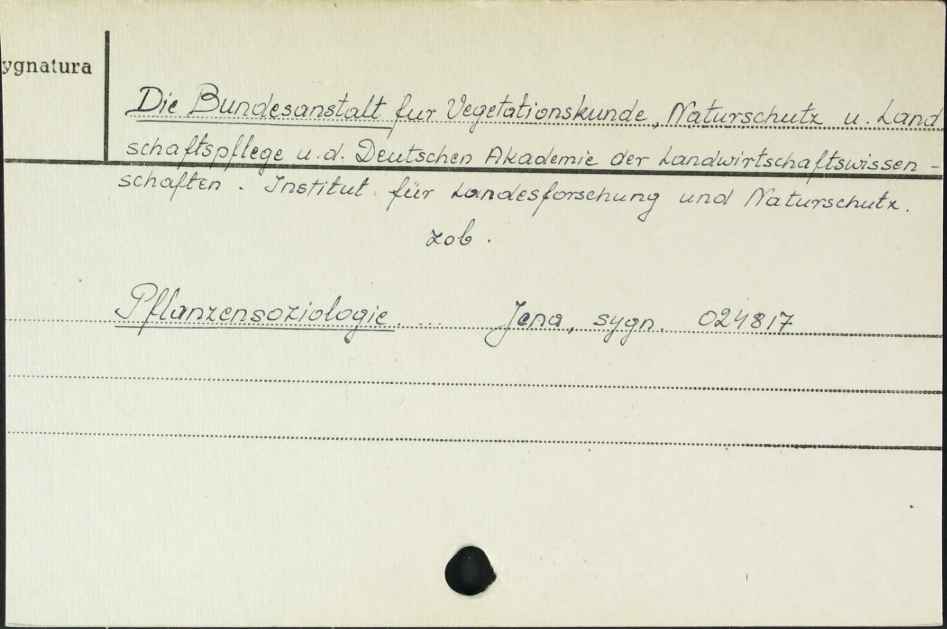 ygnatura
Die Bundesanstalt fur Vegetationskunde, Naturschutz u. Land
schaftspflege u.d. Deutschen Akademie der Landwirtschaftswissen -
schaften. Institut für Landesforschung und Naturschutz.
zob.
Pflanzensoziologie. ... Jena, sygn. 024817